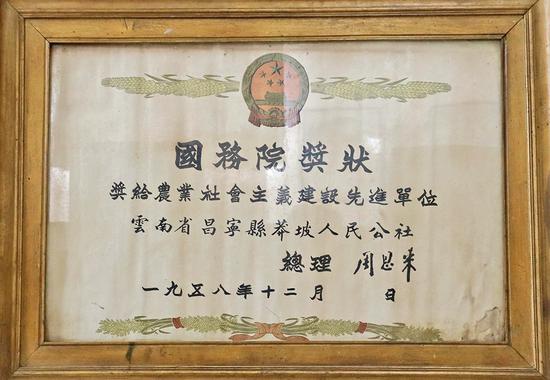 國務院獎狀
獎給農業社會主義建設先進單位
雲南省昌寧縣莽坡人民公社
總理 周恩来
一九五八年十二月 日